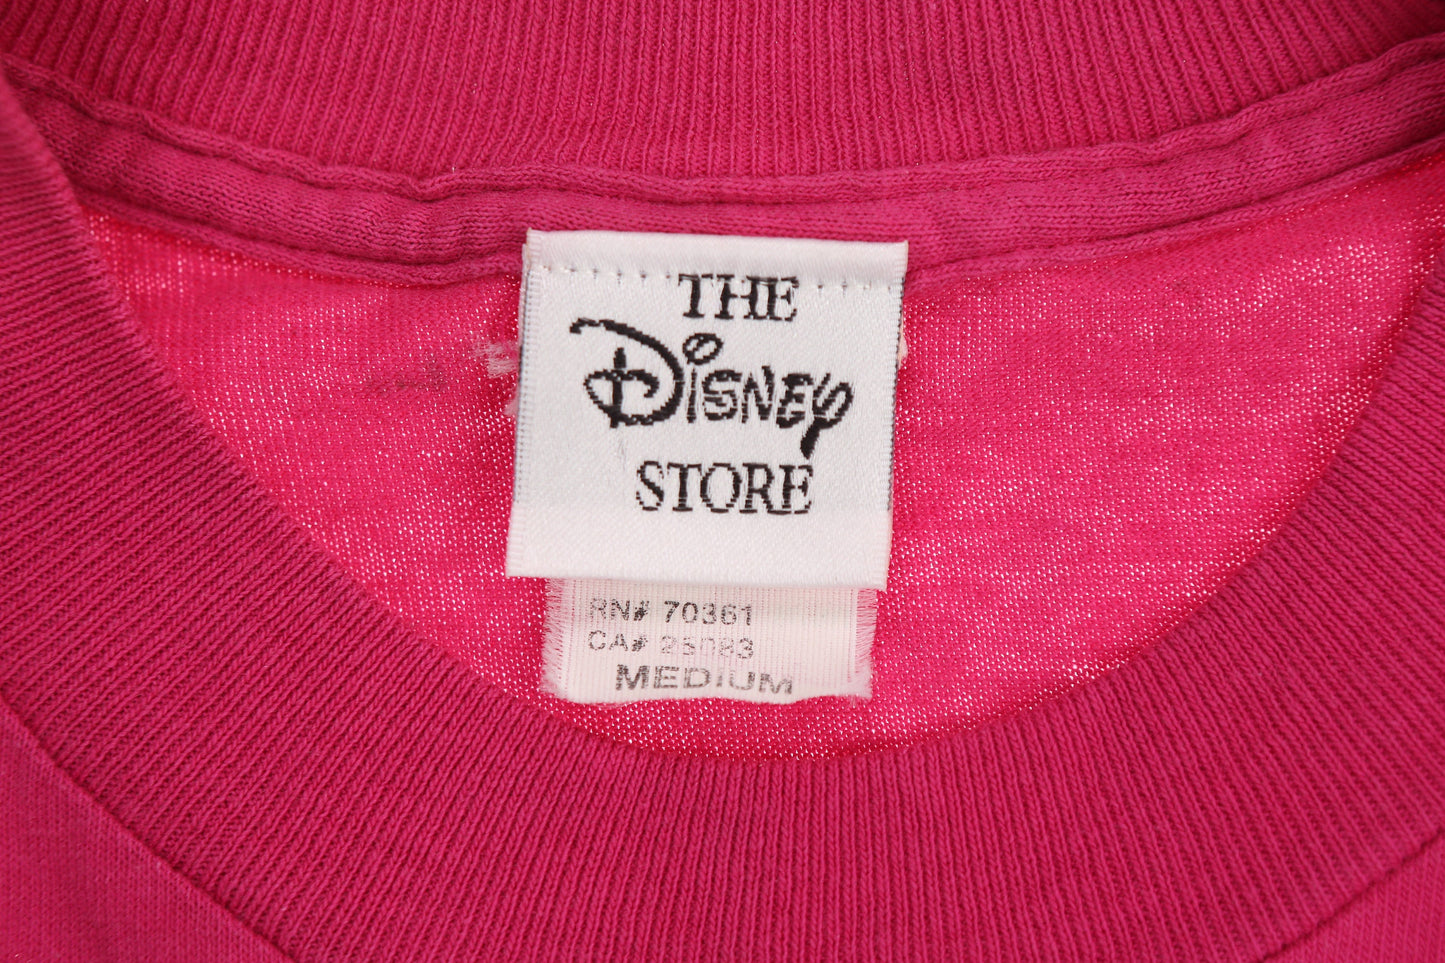 THE
DISNEY
STORE
RN# 70361
CA# 25083
MEDIUM